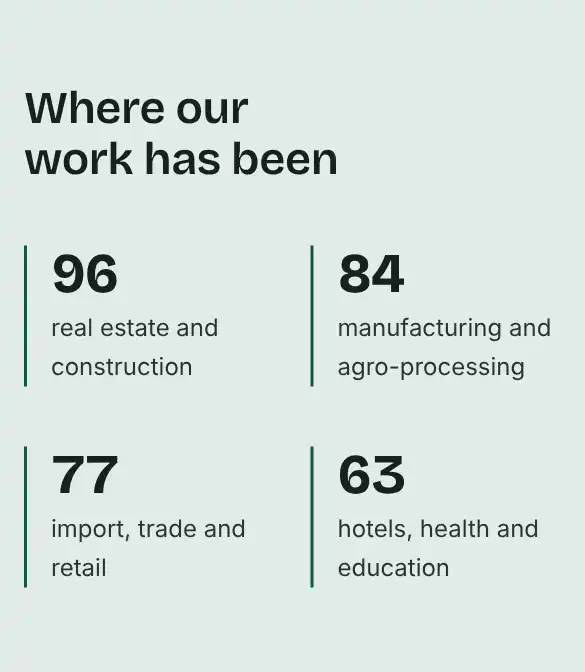 Where our
work has been
96
real estate and
construction
84
manufacturing and
agro-processing
77
import, trade and
retail
63
hotels, health and
education